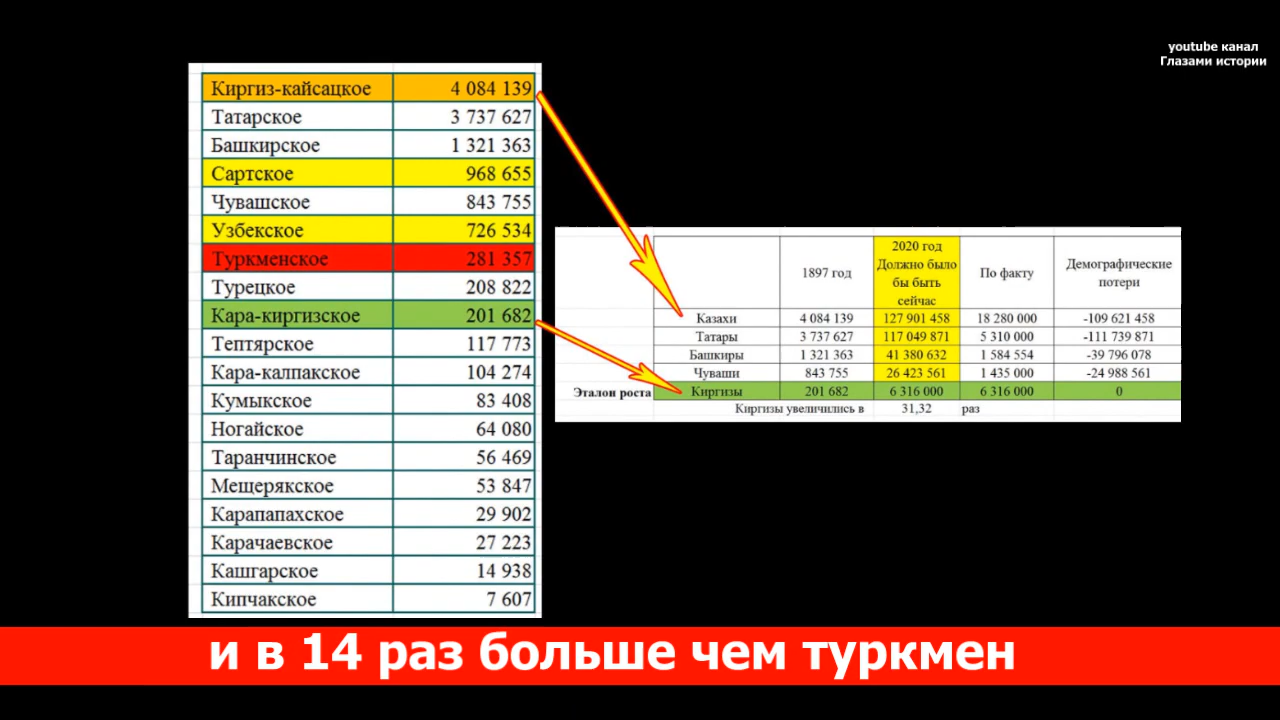 youtube канал
Глазами истории
Киргиз-кайсацкое 4 084 139
Татарское 3 737 627
Башкирское 1 321 363
Сартское 968 655
Чувашское 843 755
Узбекское 726 534
Туркменское 281 357
Турецкое 208 822
Кара-киргизское 201 682
Тептярское 117 773
Кара-калпакское 104 274
Кумыкское 83 408
Ногайское 64 080
Таранчинское 56 469
Мещерякское 53 847
Карапапахское 29 902
Карачаевское 27 223
Кашгарское 14 938
Кипчакское 7 607
1897 год
2020 год
Должно было
бы быть
сейчас
По факту
Демографические
потери
Казахи 4 084 139 127 901 458 18 280 000 -109 621 458
Татары 3 737 627 117 049 871 5 310 000 -111 739 871
Башкиры 1 321 363 41 380 632 1 584 554 -39 796 078
Чуваши 843 755 26 423 561 1 435 000 -24 988 561
Эталон роста Киргизы 201 682 6 316 000 6 316 000 0
Киргизы увеличились в 31,32 раз
и в 14 раз больше чем туркмен